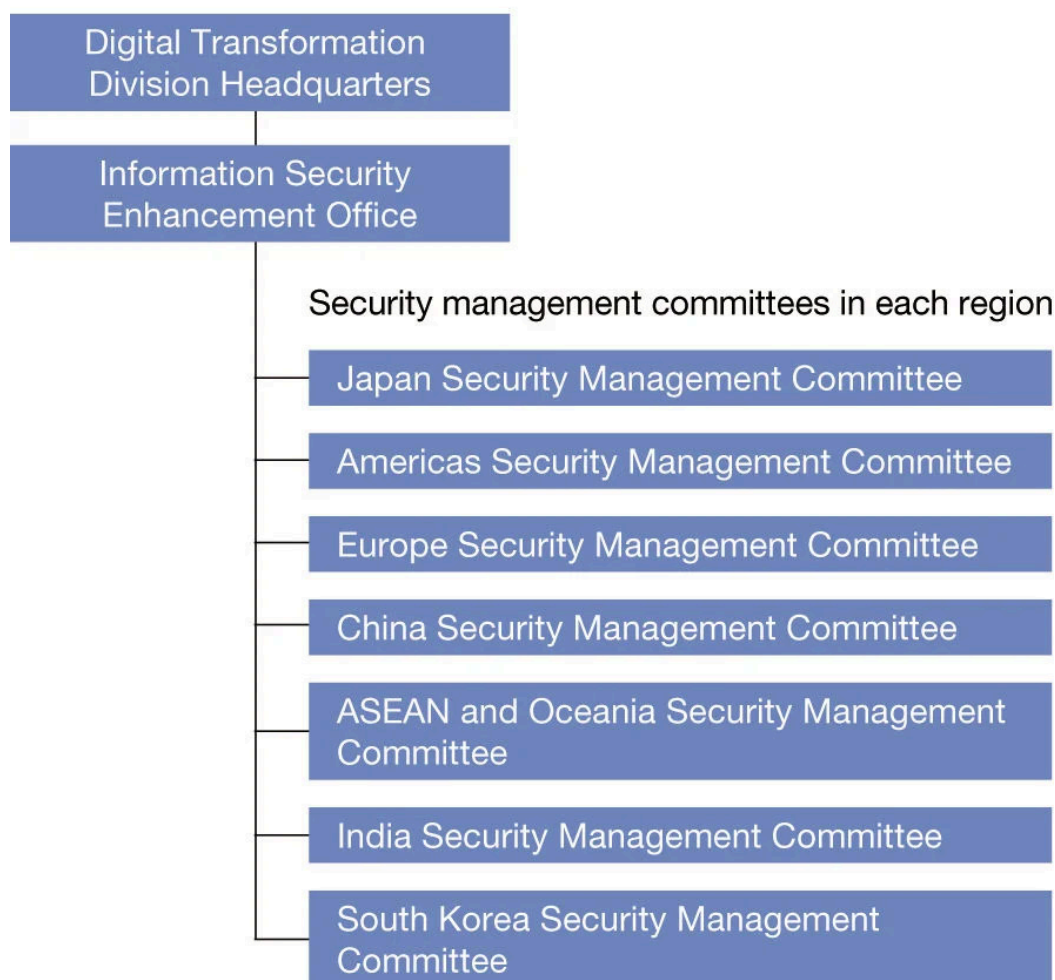 Digital Transformation
Division Headquarters
Information Security
Enhancement Office
Security management committees in each region
Japan Security Management Committee
Americas Security Management Committee
Europe Security Management Committee
China Security Management Committee
ASEAN and Oceania Security Management
Committee
India Security Management Committee
South Korea Security Management
Committee